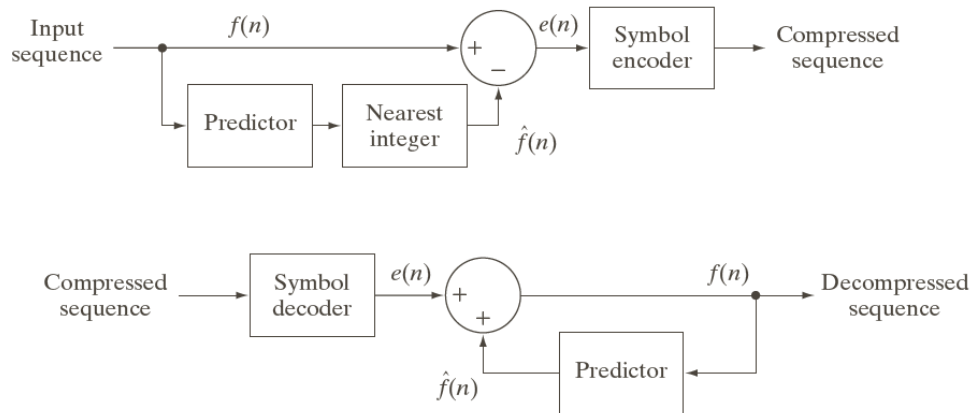 Input
sequence
f(n)
+
−
e(n)
Symbol
encoder
Compressed
sequence
Predictor
Nearest
integer
f̂(n)
Compressed
sequence
Symbol
decoder
e(n)
+
+
f(n)
Decompressed
sequence
f̂(n)
Predictor